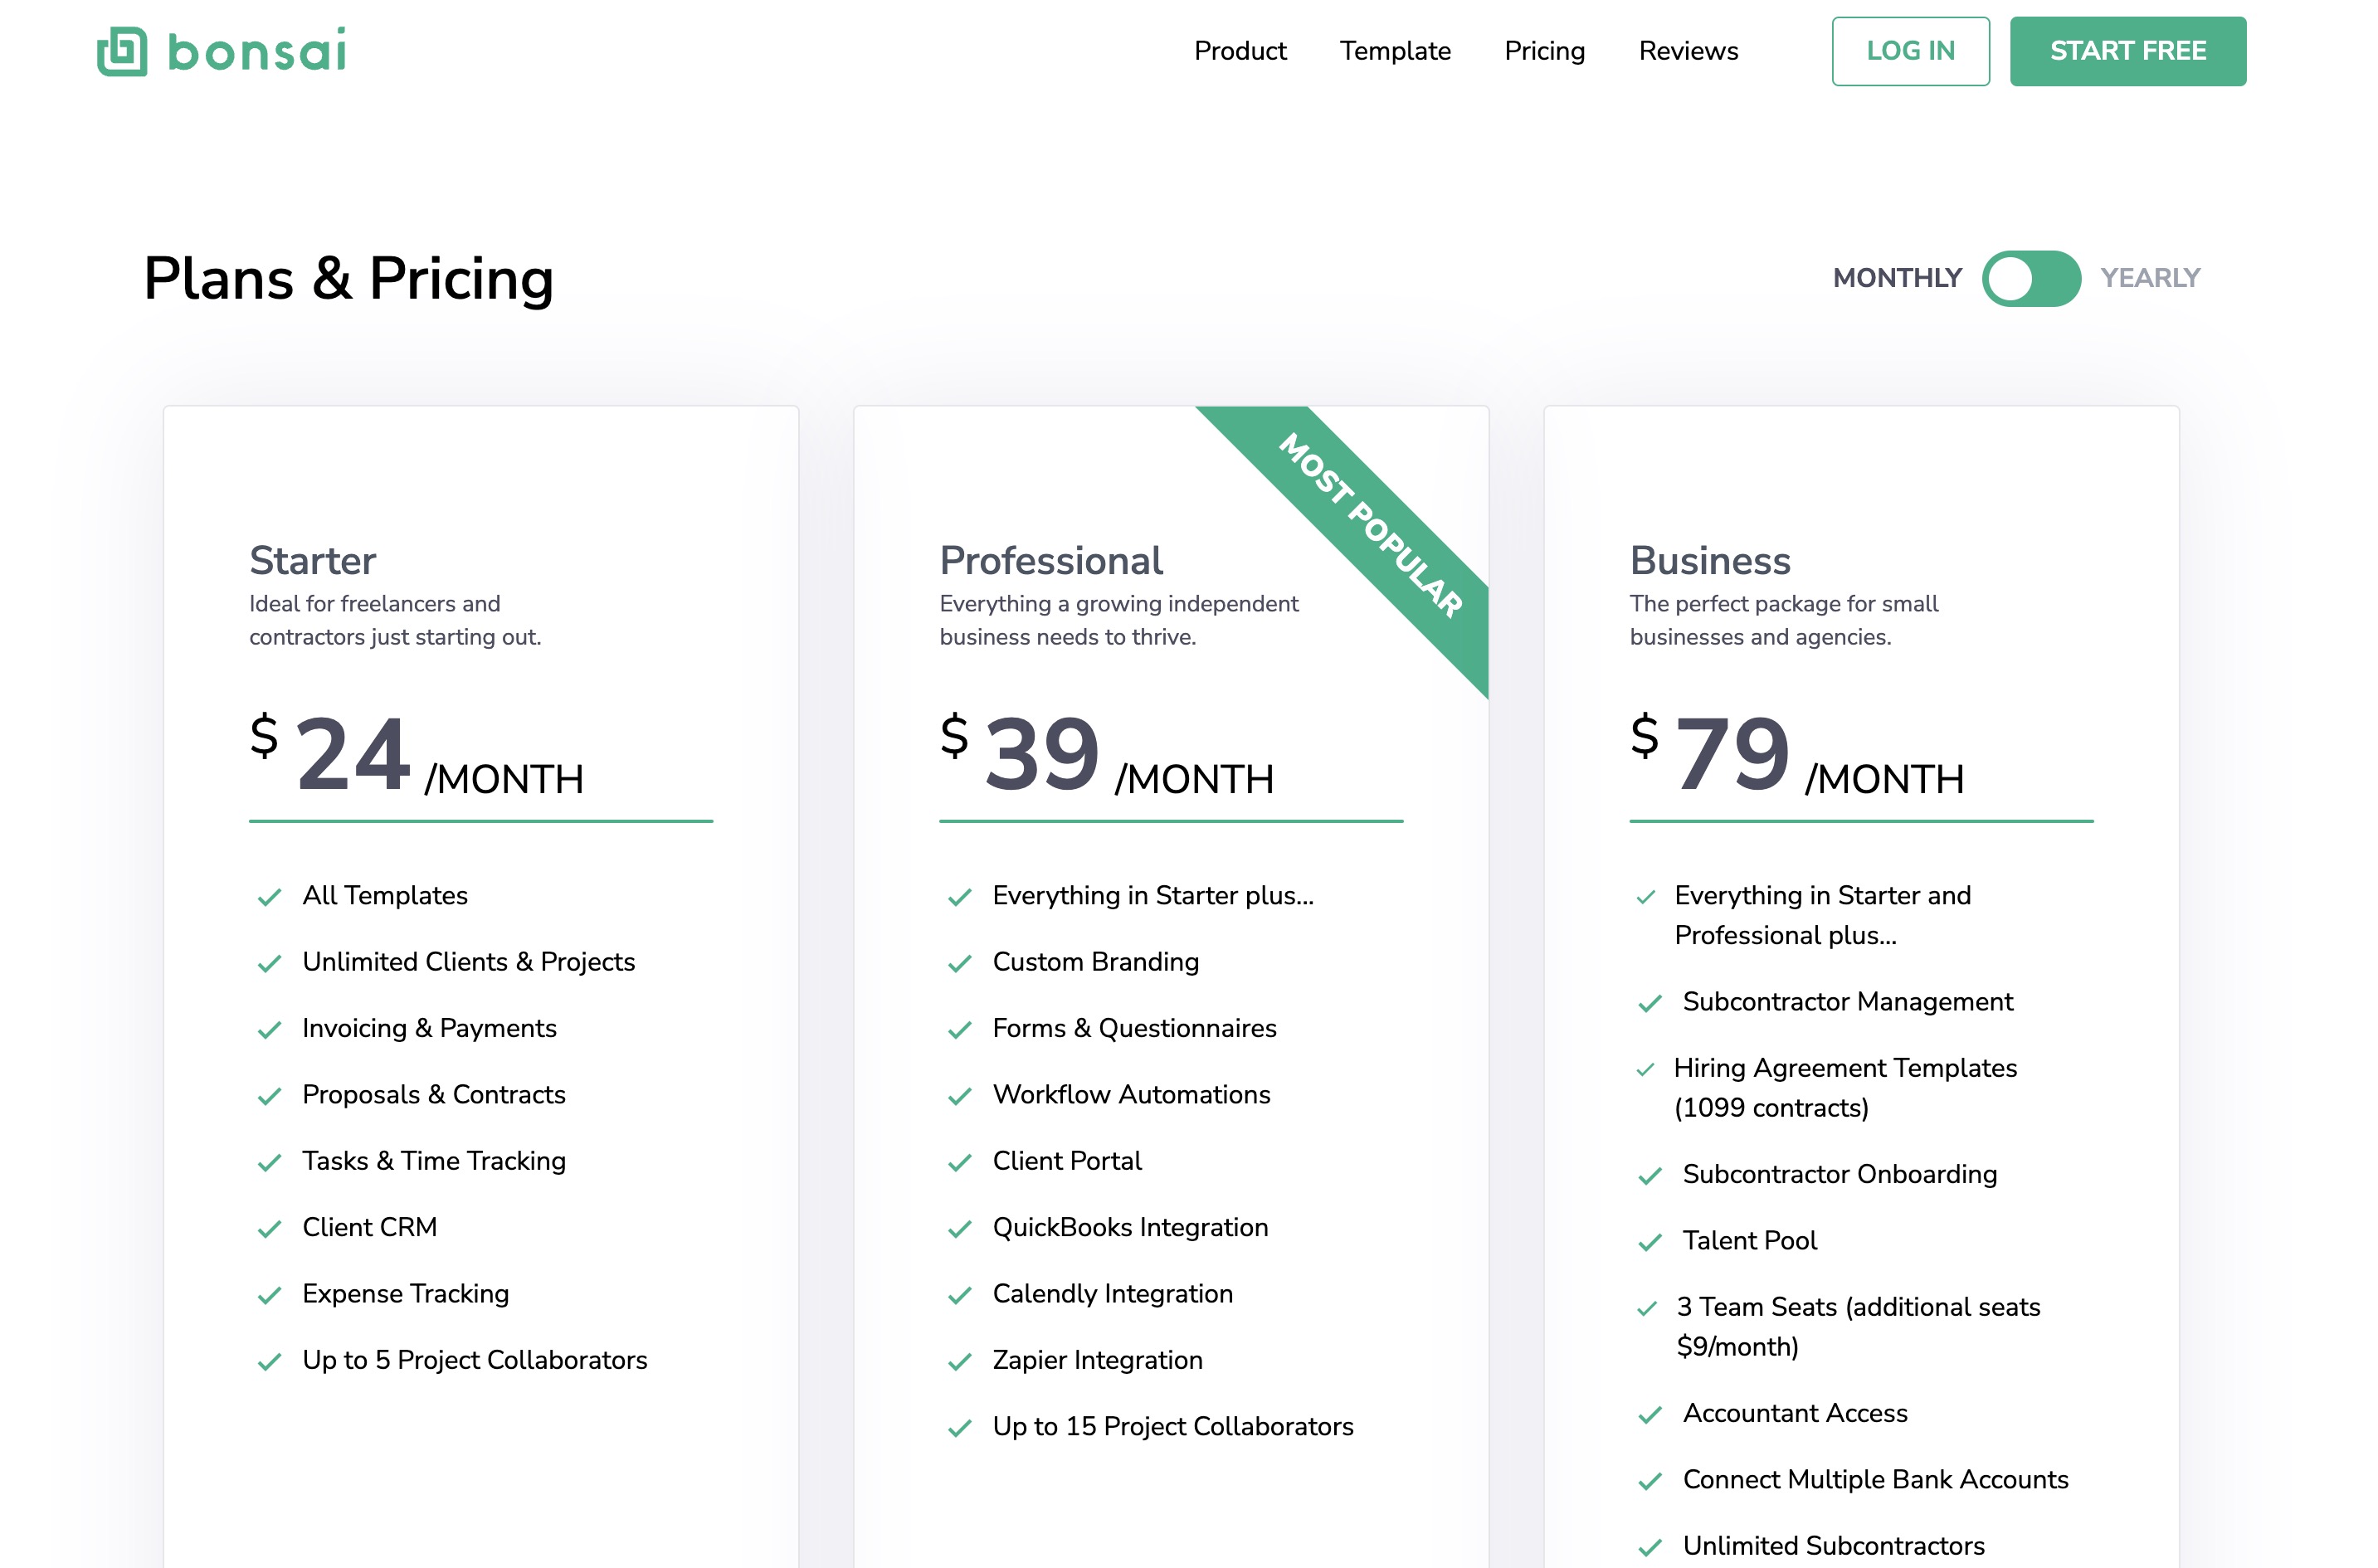 bonsai
Product
Template
Pricing
Reviews
LOG IN
START FREE
Plans & Pricing
MONTHLY
YEARLY
Starter
Ideal for freelancers and
contractors just starting out.
$ 24 /MONTH
All Templates
Unlimited Clients & Projects
Invoicing & Payments
Proposals & Contracts
Tasks & Time Tracking
Client CRM
Expense Tracking
Up to 5 Project Collaborators
MOST POPULAR
Professional
Everything a growing independent
business needs to thrive.
$ 39 /MONTH
Everything in Starter plus...
Custom Branding
Forms & Questionnaires
Workflow Automations
Client Portal
QuickBooks Integration
Calendly Integration
Zapier Integration
Up to 15 Project Collaborators
Business
The perfect package for small
businesses and agencies.
$ 79 /MONTH
Everything in Starter and
Professional plus...
Subcontractor Management
Hiring Agreement Templates
(1099 contracts)
Subcontractor Onboarding
Talent Pool
3 Team Seats (additional seats
$9/month)
Accountant Access
Connect Multiple Bank Accounts
Unlimited Subcontractors